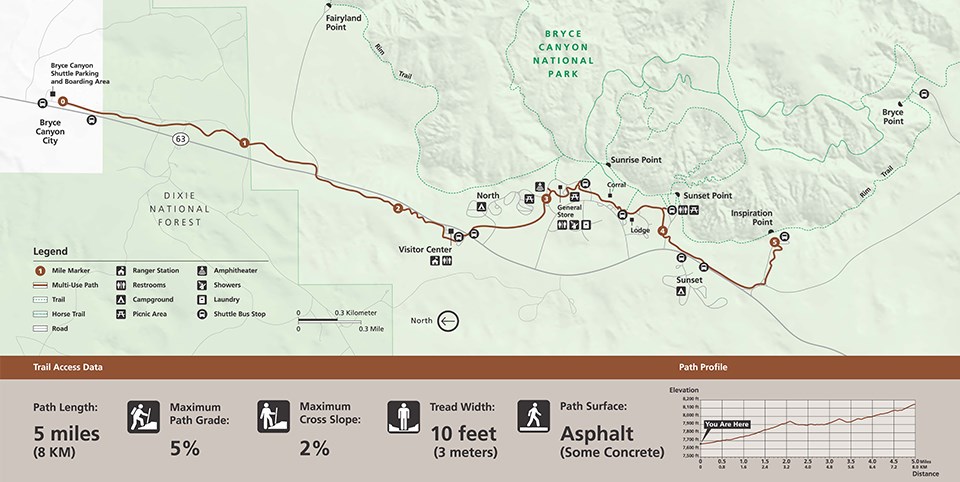 Fairyland
Point
Rim
Trail
BRYCE
CANYON
NATIONAL
PARK
Bryce Canyon
Shuttle Parking
and Boarding Area
0
Bryce
Canyon
City
63
1
Bryce
Point
Rim
Trail
DIXIE
NATIONAL
FOREST
2
North
3
General
Store
Sunrise Point
Corral
Sunset Point
Lodge
4
Inspiration
Point
5
Visitor Center
Sunset
Legend
1 Mile Marker
Multi-Use Path
Trail
Horse Trail
Road
Ranger Station
Restrooms
Campground
Picnic Area
Amphitheater
Showers
Laundry
Shuttle Bus Stop
0 0.3 Kilometer
0 0.3 Mile
North
Trail Access Data
Path Profile
Path Length:
5 miles
(8 KM)
Maximum
Path Grade:
5%
Maximum
Cross Slope:
2%
Tread Width:
10 feet
(3 meters)
Path Surface:
Asphalt
(Some Concrete)
Elevation
8,200 ft
8,100 ft
8,000 ft
7,900 ft
7,800 ft
7,700 ft
7,600 ft
7,500 ft
You Are Here
0 0.5 1.0 1.5 2.0 2.5 3.0 3.5 4.0 4.5 5.0 Miles
0 0.8 1.6 2.4 3.2 4.0 4.8 5.6 6.4 7.2 8.0 KM
Distance